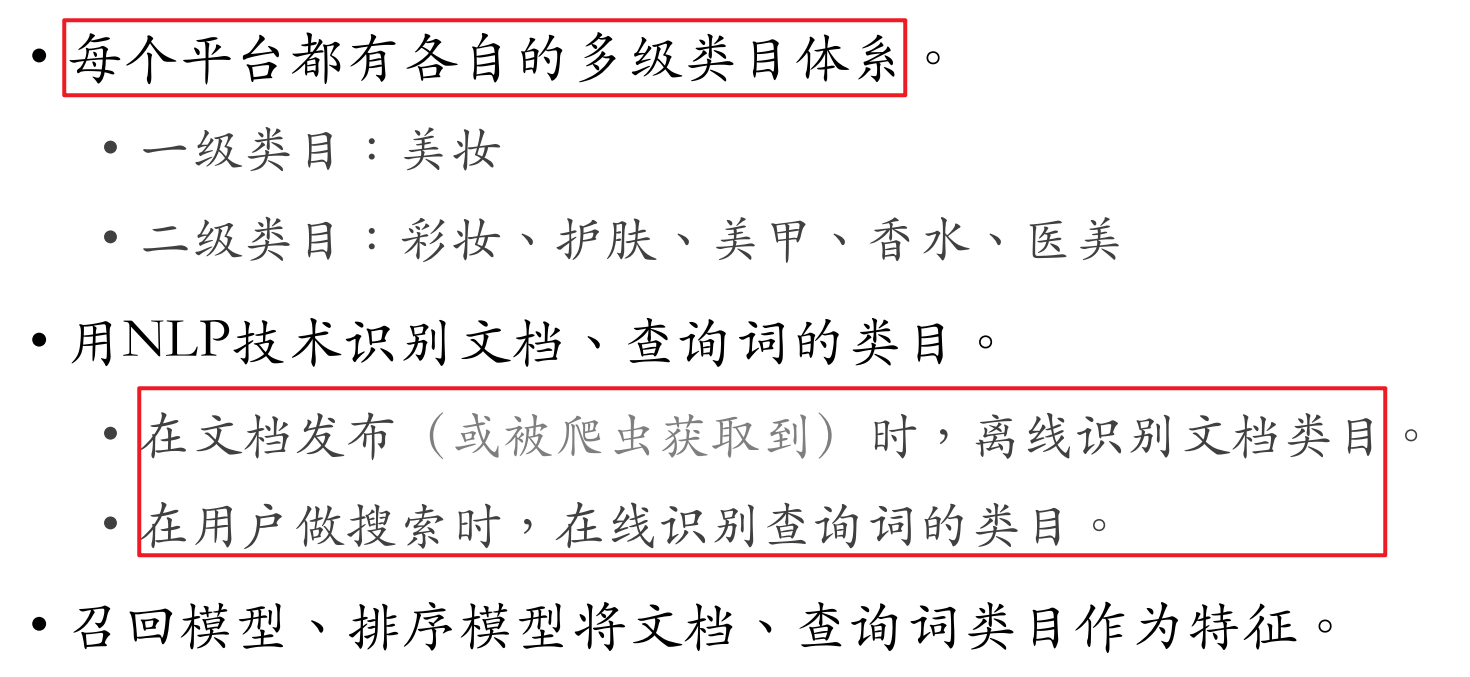 • 每个平台都有各自的多级类目体系。
• 一级类目：美妆
• 二级类目：彩妆、护肤、美甲、香水、医美
• 用NLP技术识别文档、查询词的类目。
• 在文档发布（或被爬虫获取到）时，离线识别文档类目。
• 在用户做搜索时，在线识别查询词的类目。
• 召回模型、排序模型将文档、查询词类目作为特征。